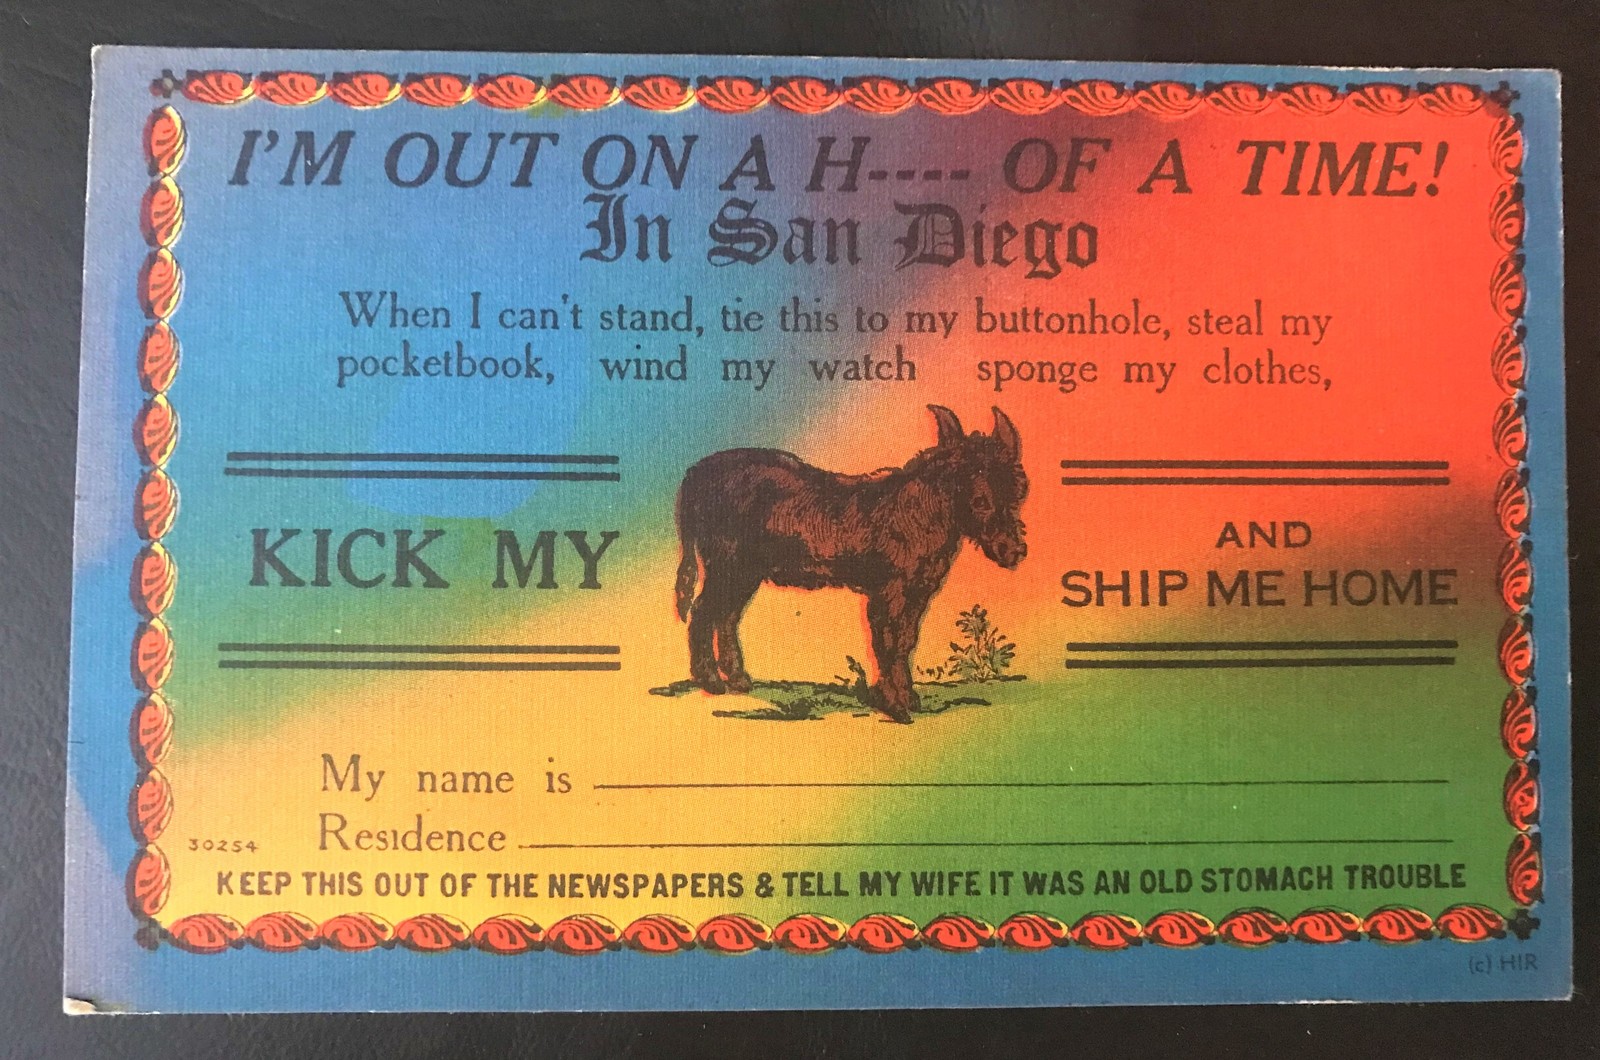 I'M OUT ON A H---- OF A TIME!
In San Diego
When I can't stand, tie this to my buttonhole, steal my
pocketbook, wind my watch sponge my clothes,
KICK MY
AND
SHIP ME HOME
My name is
Residence
30254
KEEP THIS OUT OF THE NEWSPAPERS & TELL MY WIFE IT WAS AN OLD STOMACH TROUBLE
(c) HIR